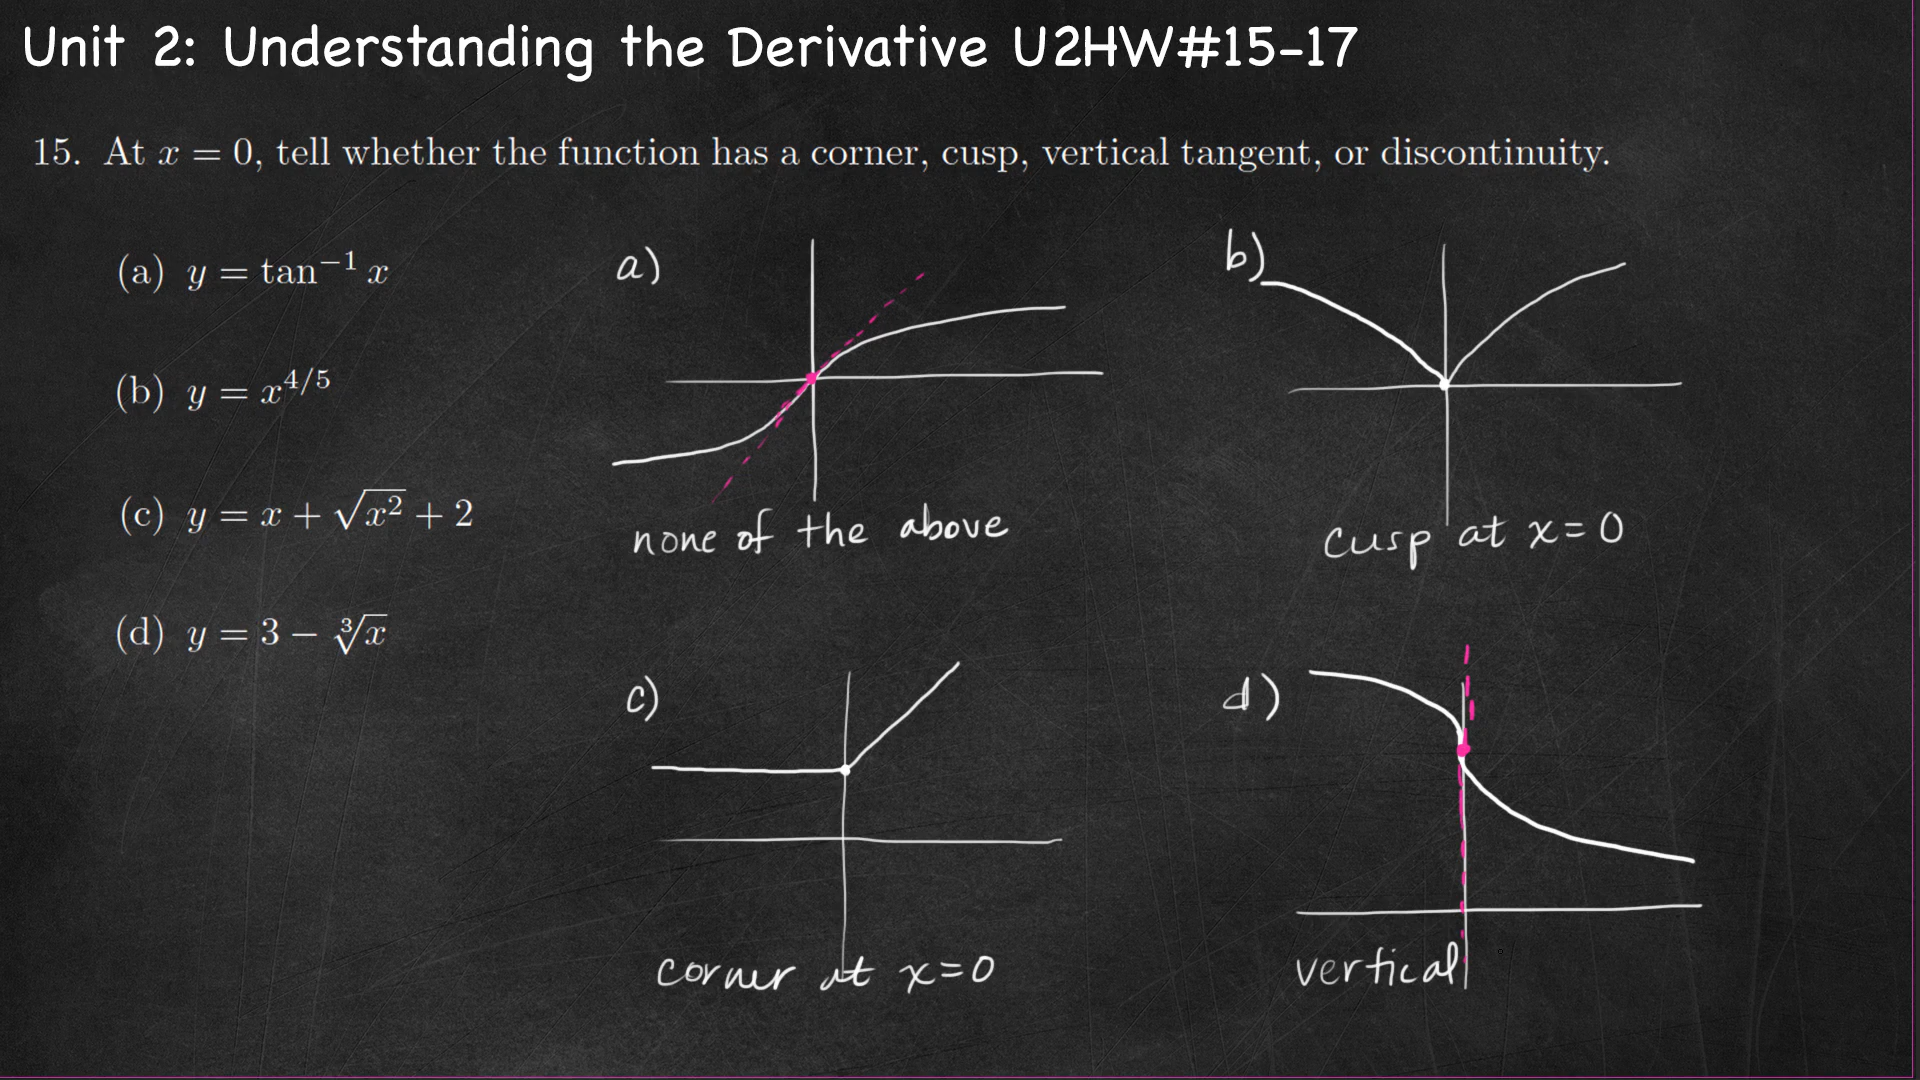 Unit 2: Understanding the Derivative U2HW#15-17
15. At x = 0, tell whether the function has a corner, cusp, vertical tangent, or discontinuity.
(a) y = tan⁻¹ x
(b) y = x^{4/5}
(c) y = x + √x² + 2
(d) y = 3 − ∛x
a)
none of the above
b)
cusp at x=0
c)
corner at x=0
d)
vertical